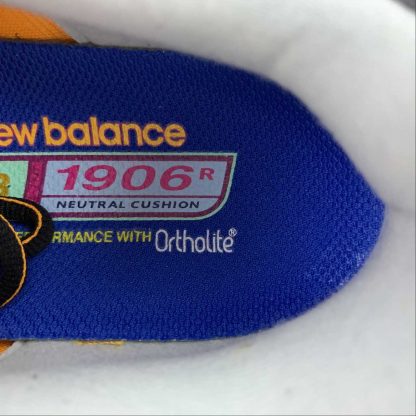 ew balance
1906R
NEUTRAL CUSHION
RMANCE WITH Ortholite®